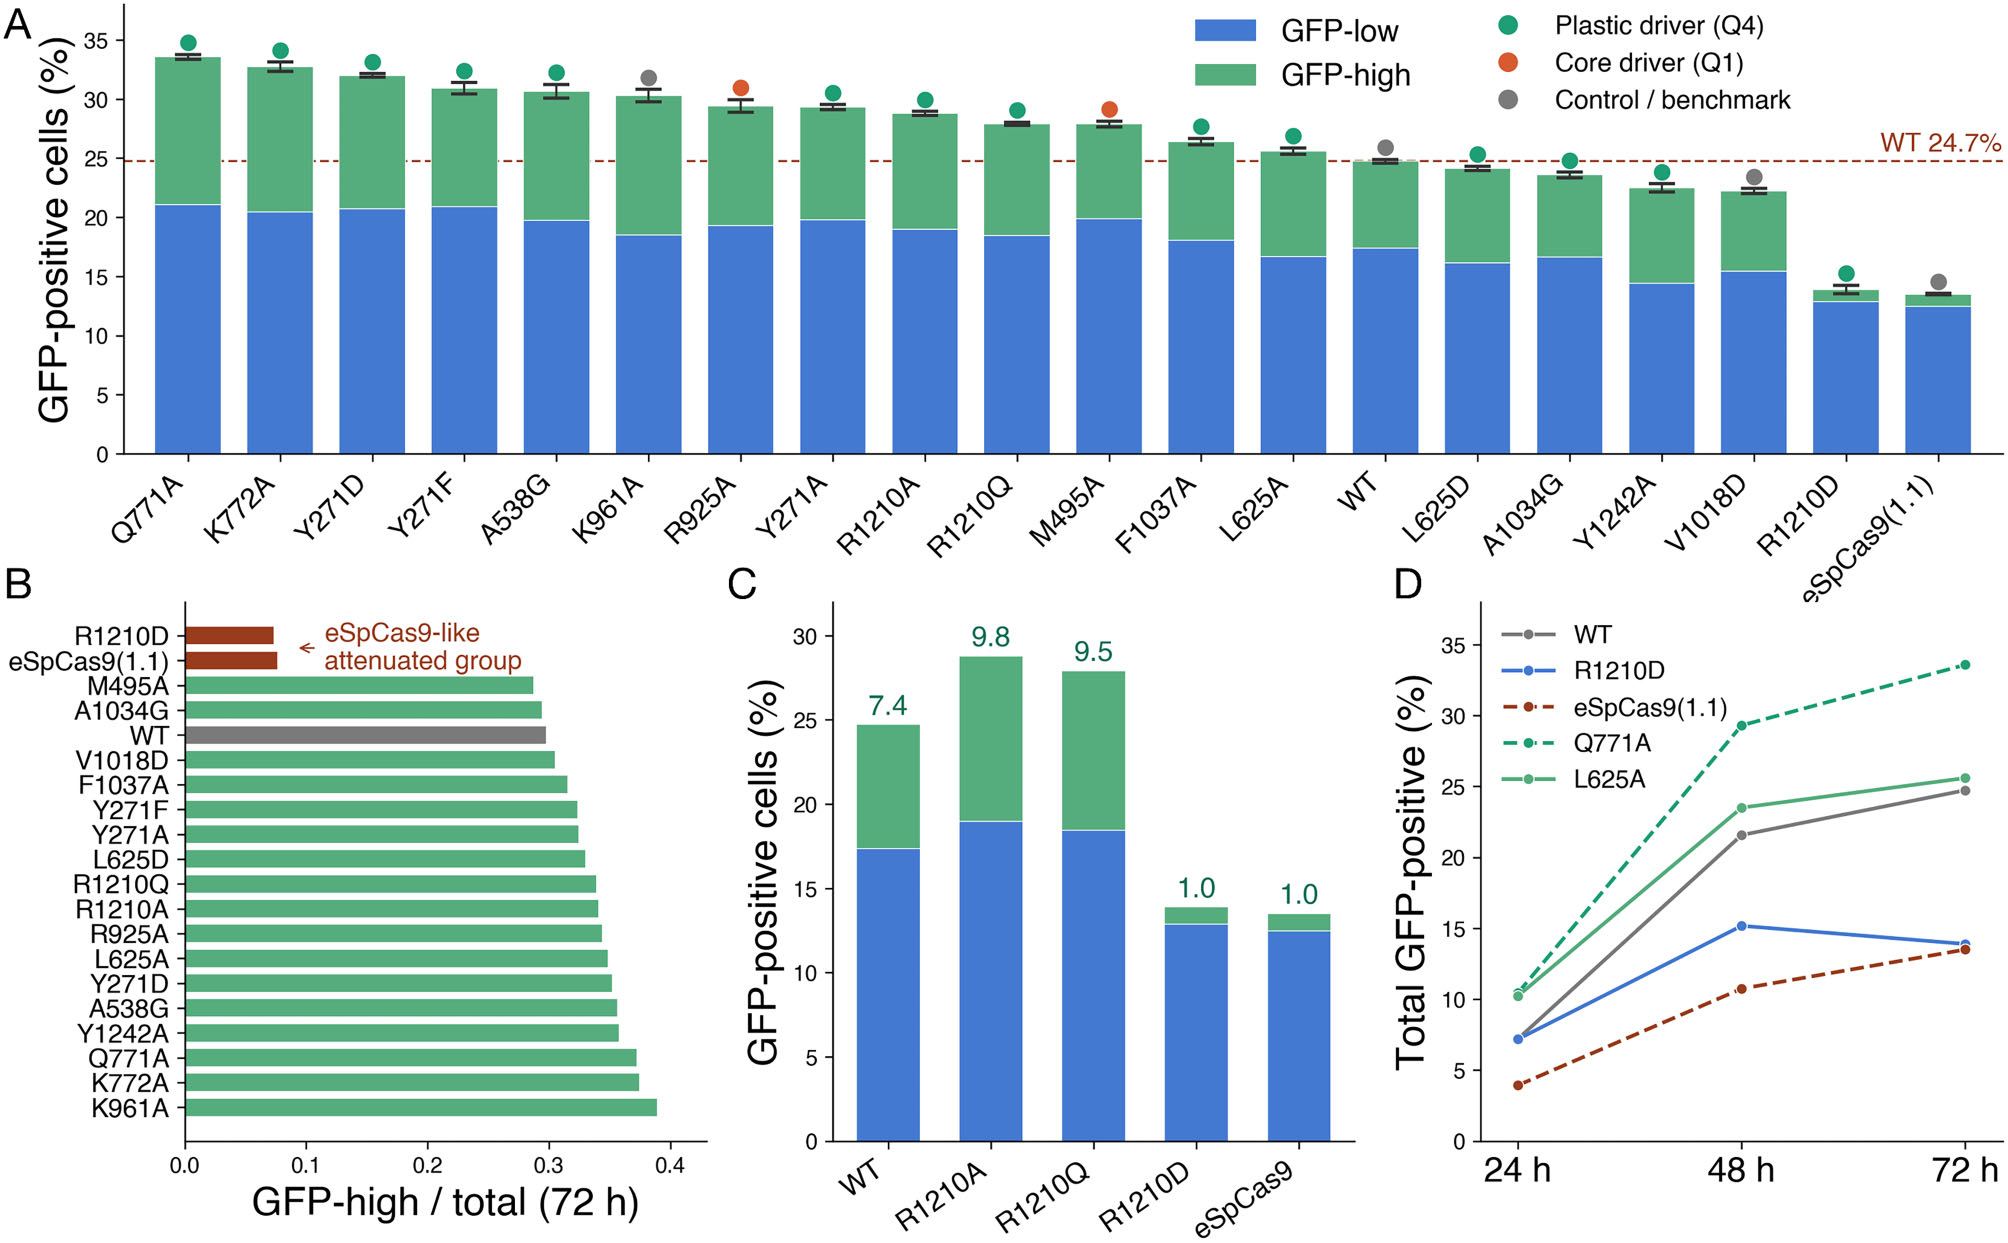 A
GFP-positive cells (%)
35
30
25
20
15
10
5
0
GFP-low
GFP-high
Plastic driver (Q4)
Core driver (Q1)
Control / benchmark
WT 24.7%
Q771A
K772A
Y271D
Y271F
A538G
K961A
R925A
Y271A
R1210A
R1210Q
M495A
F1037A
L625A
WT
L625D
A1034G
Y1242A
V1018D
R1210D
eSpCas9(1.1)
B
R1210D
eSpCas9(1.1)
M495A
A1034G
WT
V1018D
F1037A
Y271F
Y271A
L625D
R1210Q
R1210A
R925A
L625A
Y271D
A538G
Y1242A
Q771A
K772A
K961A
eSpCas9-like
attenuated group
0.0
0.1
0.2
0.3
0.4
GFP-high / total (72 h)
C
GFP-positive cells (%)
30
25
20
15
10
5
0
7.4
9.8
9.5
1.0
1.0
WT
R1210A
R1210Q
R1210D
eSpCas9
D
Total GFP-positive (%)
35
30
25
20
15
10
5
0
WT
R1210D
eSpCas9(1.1)
Q771A
L625A
24 h
48 h
72 h